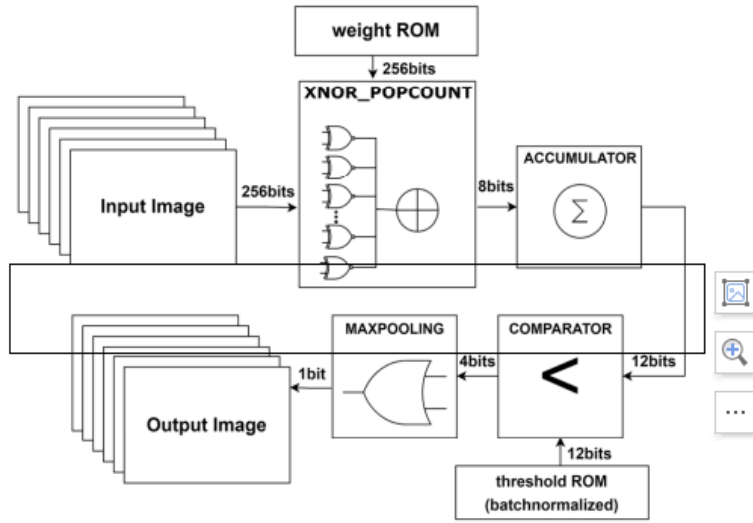 weight ROM
256bits
XNOR_POPCOUNT
Input Image
256bits
8bits
ACCUMULATOR
Σ
MAXPOOLING
COMPARATOR
<
4bits
12bits
1bit
Output Image
12bits
threshold ROM
(batchnormalized)